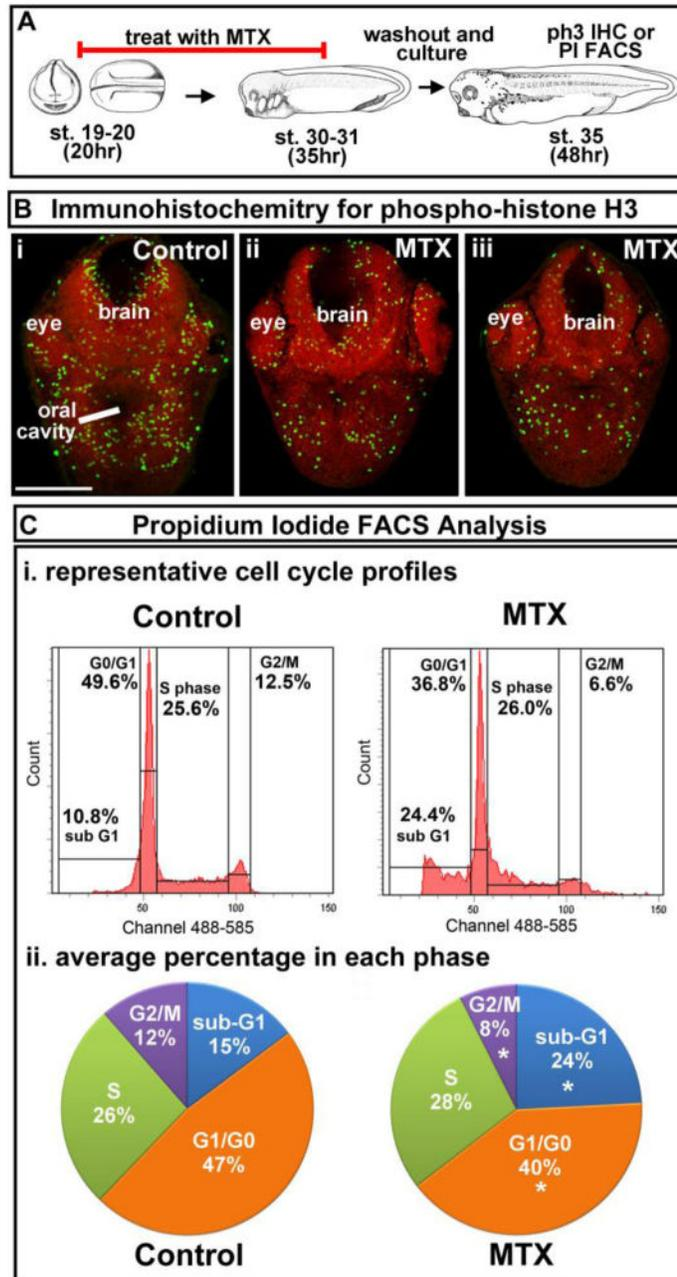 A
treat with MTX
washout and
culture
ph3 IHC or
PI FACS
st. 19-20
(20hr)
st. 30-31
(35hr)
st. 35
(48hr)
B Immunohistochemitry for phospho-histone H3
i Control
eye
brain
oral
cavity
ii MTX
eye
brain
iii MTX
eye
brain
C Propidium Iodide FACS Analysis
i. representative cell cycle profiles
Control
G0/G1
49.6%
S phase
25.6%
G2/M
12.5%
10.8%
sub G1
Count
50 100 150
Channel 488-585
MTX
G0/G1
36.8%
S phase
26.0%
G2/M
6.6%
24.4%
sub G1
Count
50 100 150
Channel 488-585
ii. average percentage in each phase
G2/M
12%
sub-G1
15%
S
26%
G1/G0
47%
Control
G2/M
8%
*
sub-G1
24%
*
S
28%
G1/G0
40%
*
MTX